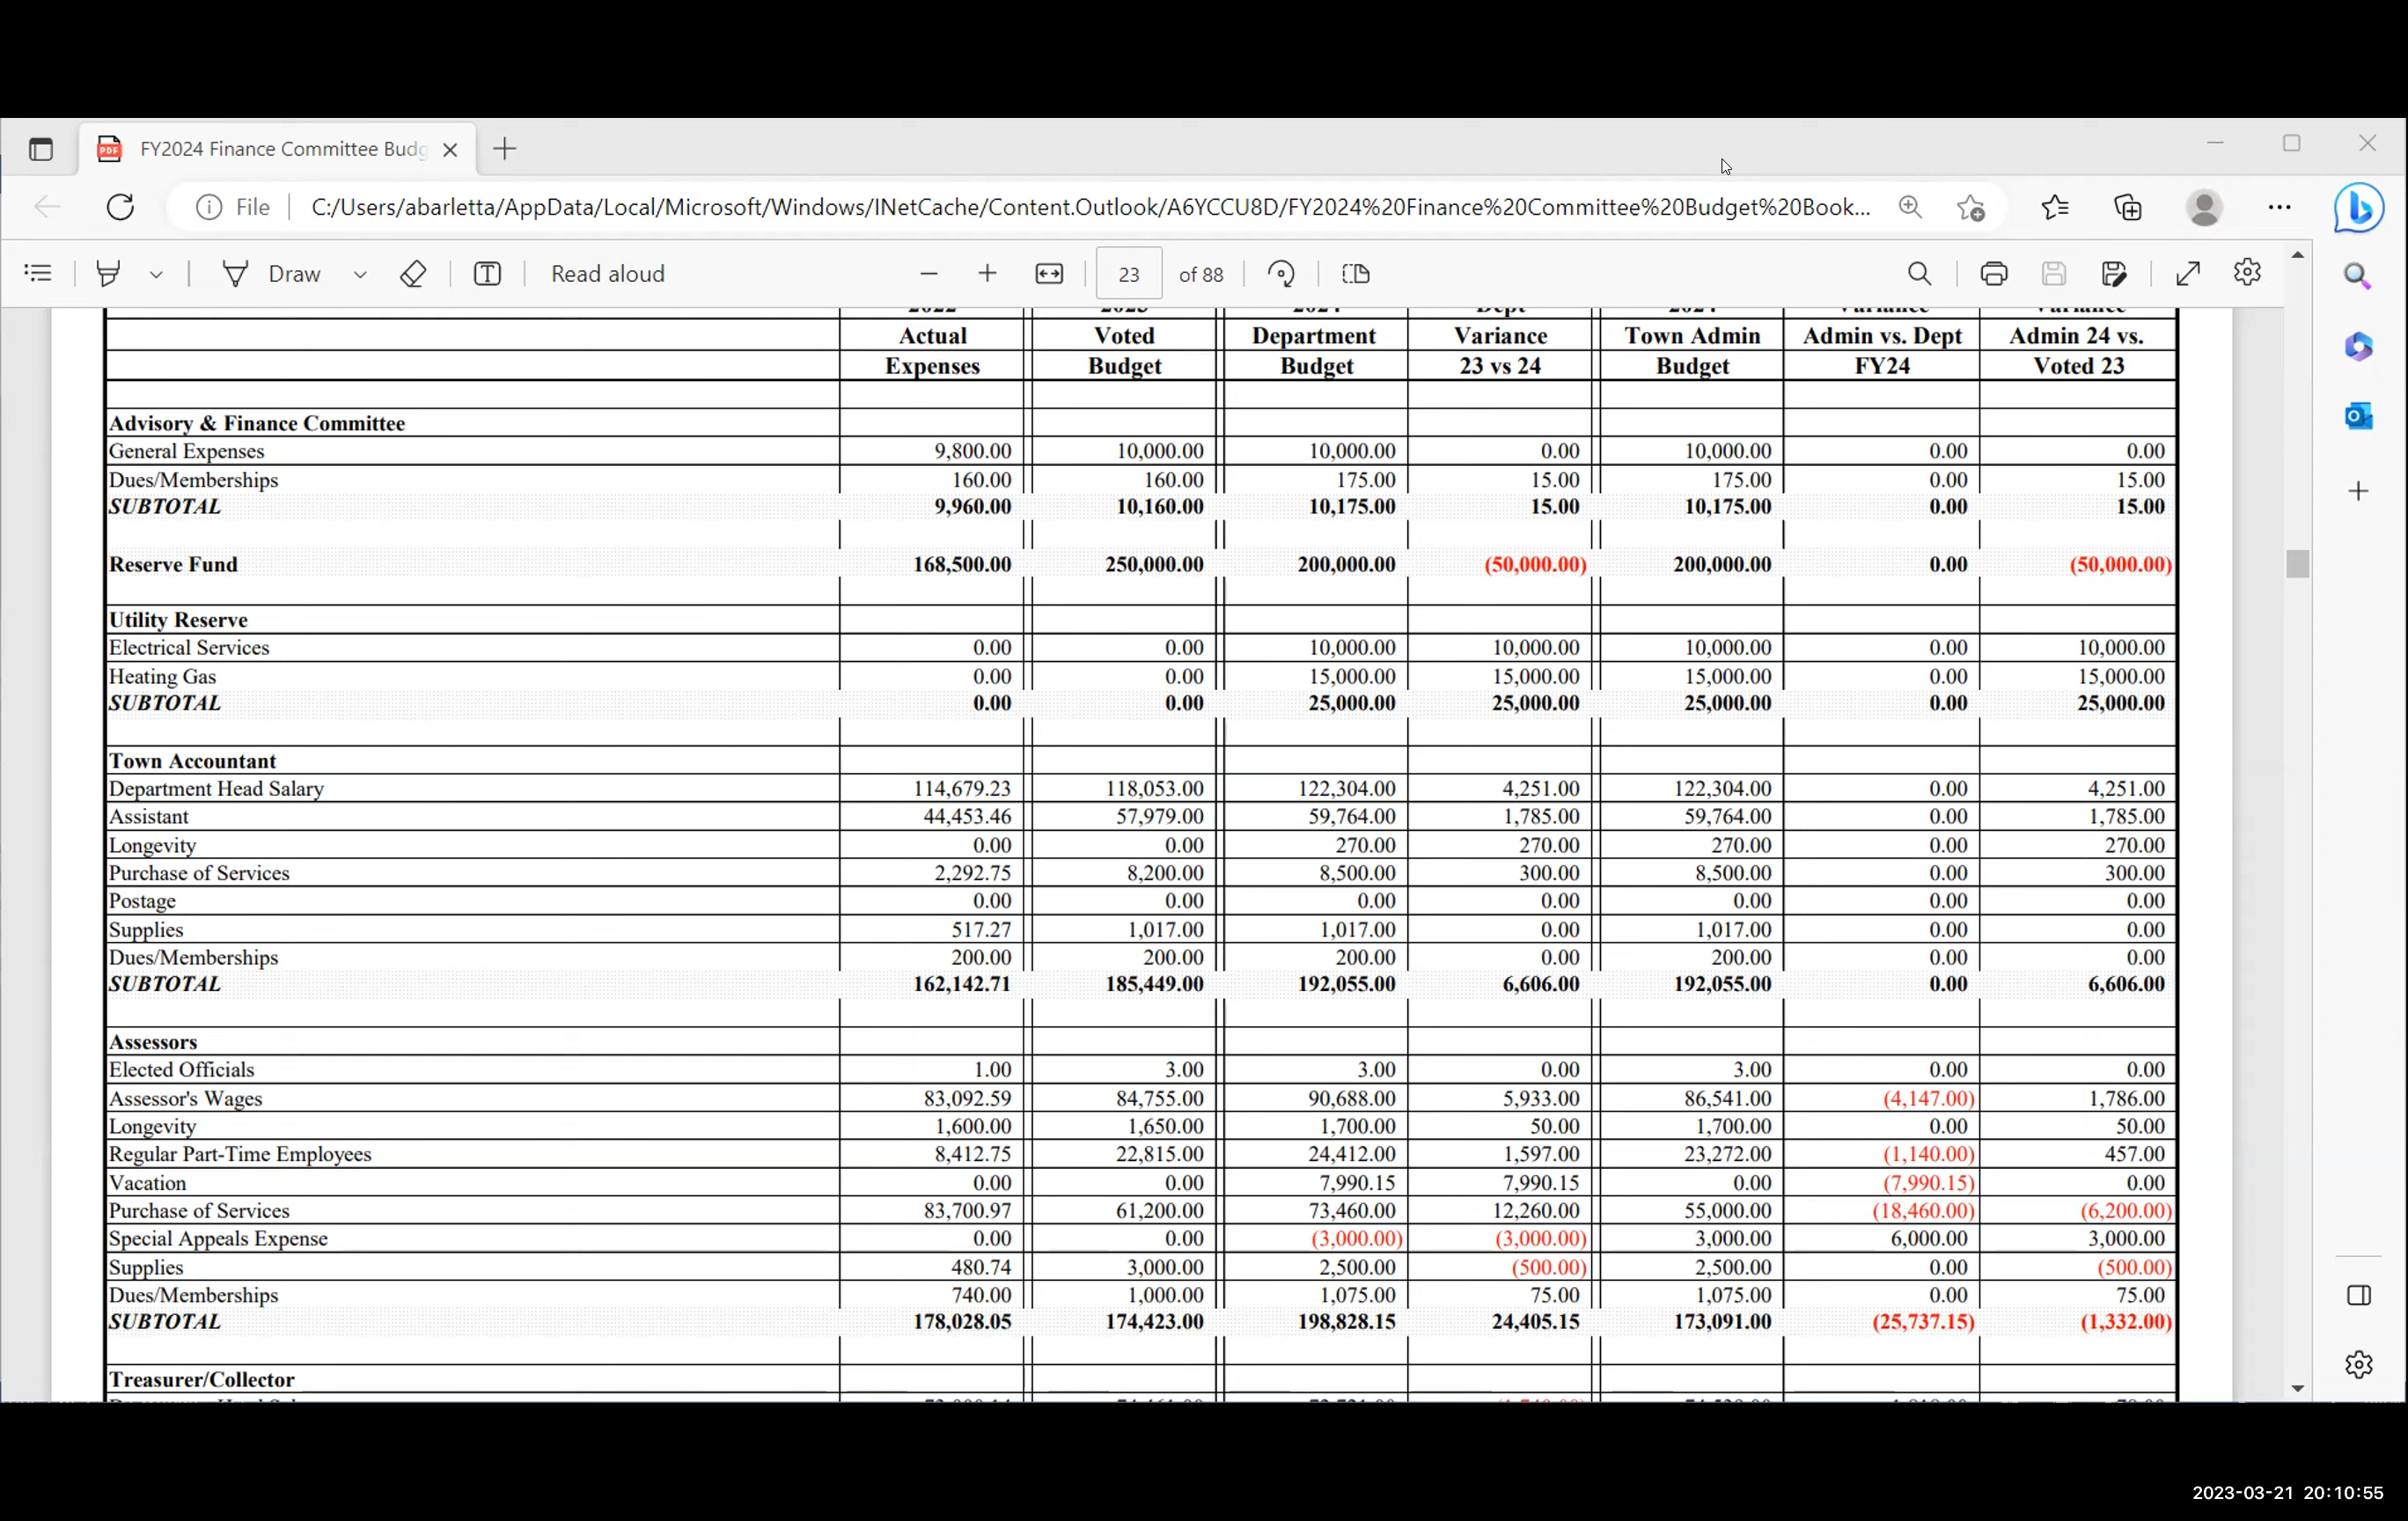 FY2024 Finance Committee Budg
File C:/Users/abarletta/AppData/Local/Microsoft/Windows/INetCache/Content.Outlook/A6YCCU8D/FY2024%20Finance%20Committee%20Budget%20Book...
Draw Read aloud 23 of 88
Actual Voted Department Variance Town Admin Admin vs. Dept Admin 24 vs.
Expenses Budget Budget 23 vs 24 Budget FY24 Voted 23
Advisory & Finance Committee
General Expenses 9,800.00 10,000.00 10,000.00 0.00 10,000.00 0.00 0.00
Dues/Memberships 160.00 160.00 175.00 15.00 175.00 0.00 15.00
SUBTOTAL 9,960.00 10,160.00 10,175.00 15.00 10,175.00 0.00 15.00
Reserve Fund 168,500.00 250,000.00 200,000.00 (50,000.00) 200,000.00 0.00 (50,000.00)
Utility Reserve
Electrical Services 0.00 0.00 10,000.00 10,000.00 10,000.00 0.00 10,000.00
Heating Gas 0.00 0.00 15,000.00 15,000.00 15,000.00 0.00 15,000.00
SUBTOTAL 0.00 0.00 25,000.00 25,000.00 25,000.00 0.00 25,000.00
Town Accountant
Department Head Salary 114,679.23 118,053.00 122,304.00 4,251.00 122,304.00 0.00 4,251.00
Assistant 44,453.46 57,979.00 59,764.00 1,785.00 59,764.00 0.00 1,785.00
Longevity 0.00 0.00 270.00 270.00 270.00 0.00 270.00
Purchase of Services 2,292.75 8,200.00 8,500.00 300.00 8,500.00 0.00 300.00
Postage 0.00 0.00 0.00 0.00 0.00 0.00 0.00
Supplies 517.27 1,017.00 1,017.00 0.00 1,017.00 0.00 0.00
Dues/Memberships 200.00 200.00 200.00 0.00 200.00 0.00 0.00
SUBTOTAL 162,142.71 185,449.00 192,055.00 6,606.00 192,055.00 0.00 6,606.00
Assessors
Elected Officials 1.00 3.00 3.00 0.00 3.00 0.00 0.00
Assessor's Wages 83,092.59 84,755.00 90,688.00 5,933.00 86,541.00 (4,147.00) 1,786.00
Longevity 1,600.00 1,650.00 1,700.00 50.00 1,700.00 0.00 50.00
Regular Part-Time Employees 8,412.75 22,815.00 24,412.00 1,597.00 23,272.00 (1,140.00) 457.00
Vacation 0.00 0.00 7,990.15 7,990.15 0.00 (7,990.15) 0.00
Purchase of Services 83,700.97 61,200.00 73,460.00 12,260.00 55,000.00 (18,460.00) (6,200.00)
Special Appeals Expense 0.00 0.00 (3,000.00) (3,000.00) 3,000.00 6,000.00 3,000.00
Supplies 480.74 3,000.00 2,500.00 (500.00) 2,500.00 0.00 (500.00)
Dues/Memberships 740.00 1,000.00 1,075.00 75.00 1,075.00 0.00 75.00
SUBTOTAL 178,028.05 174,423.00 198,828.15 24,405.15 173,091.00 (25,737.15) (1,332.00)
Treasurer/Collector
2023-03-21 20:10:55